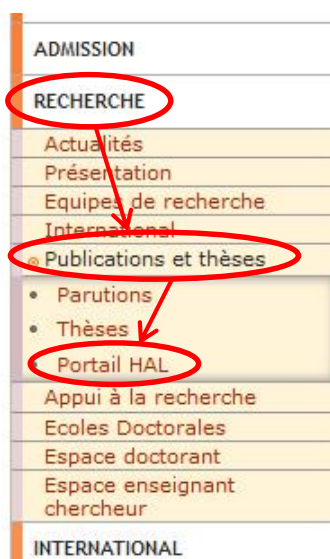 ADMISSION
RECHERCHE
Actualités
Présentation
Equipes de recherche
International
Publications et thèses
Parutions
Thèses
Portail HAL
Appui à la recherche
Ecoles Doctorales
Espace doctorant
Espace enseignant
chercheur
INTERNATIONAL